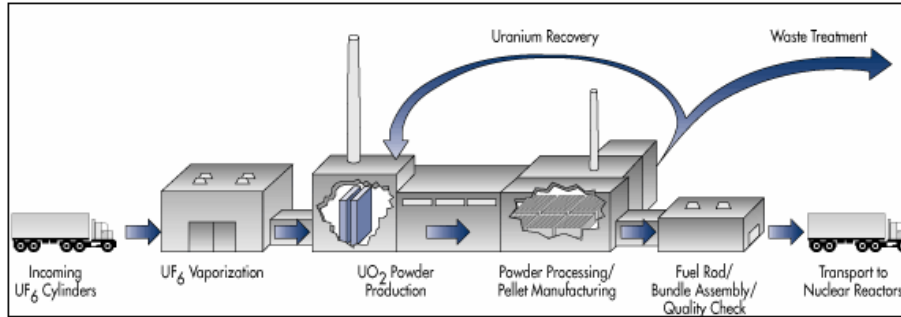 Uranium Recovery
Waste Treatment
Incoming
UF6 Cylinders
UF6 Vaporization
UO2 Powder
Production
Powder Processing/
Pellet Manufacturing
Fuel Rod/
Bundle Assembly/
Quality Check
Transport to
Nuclear Reactors